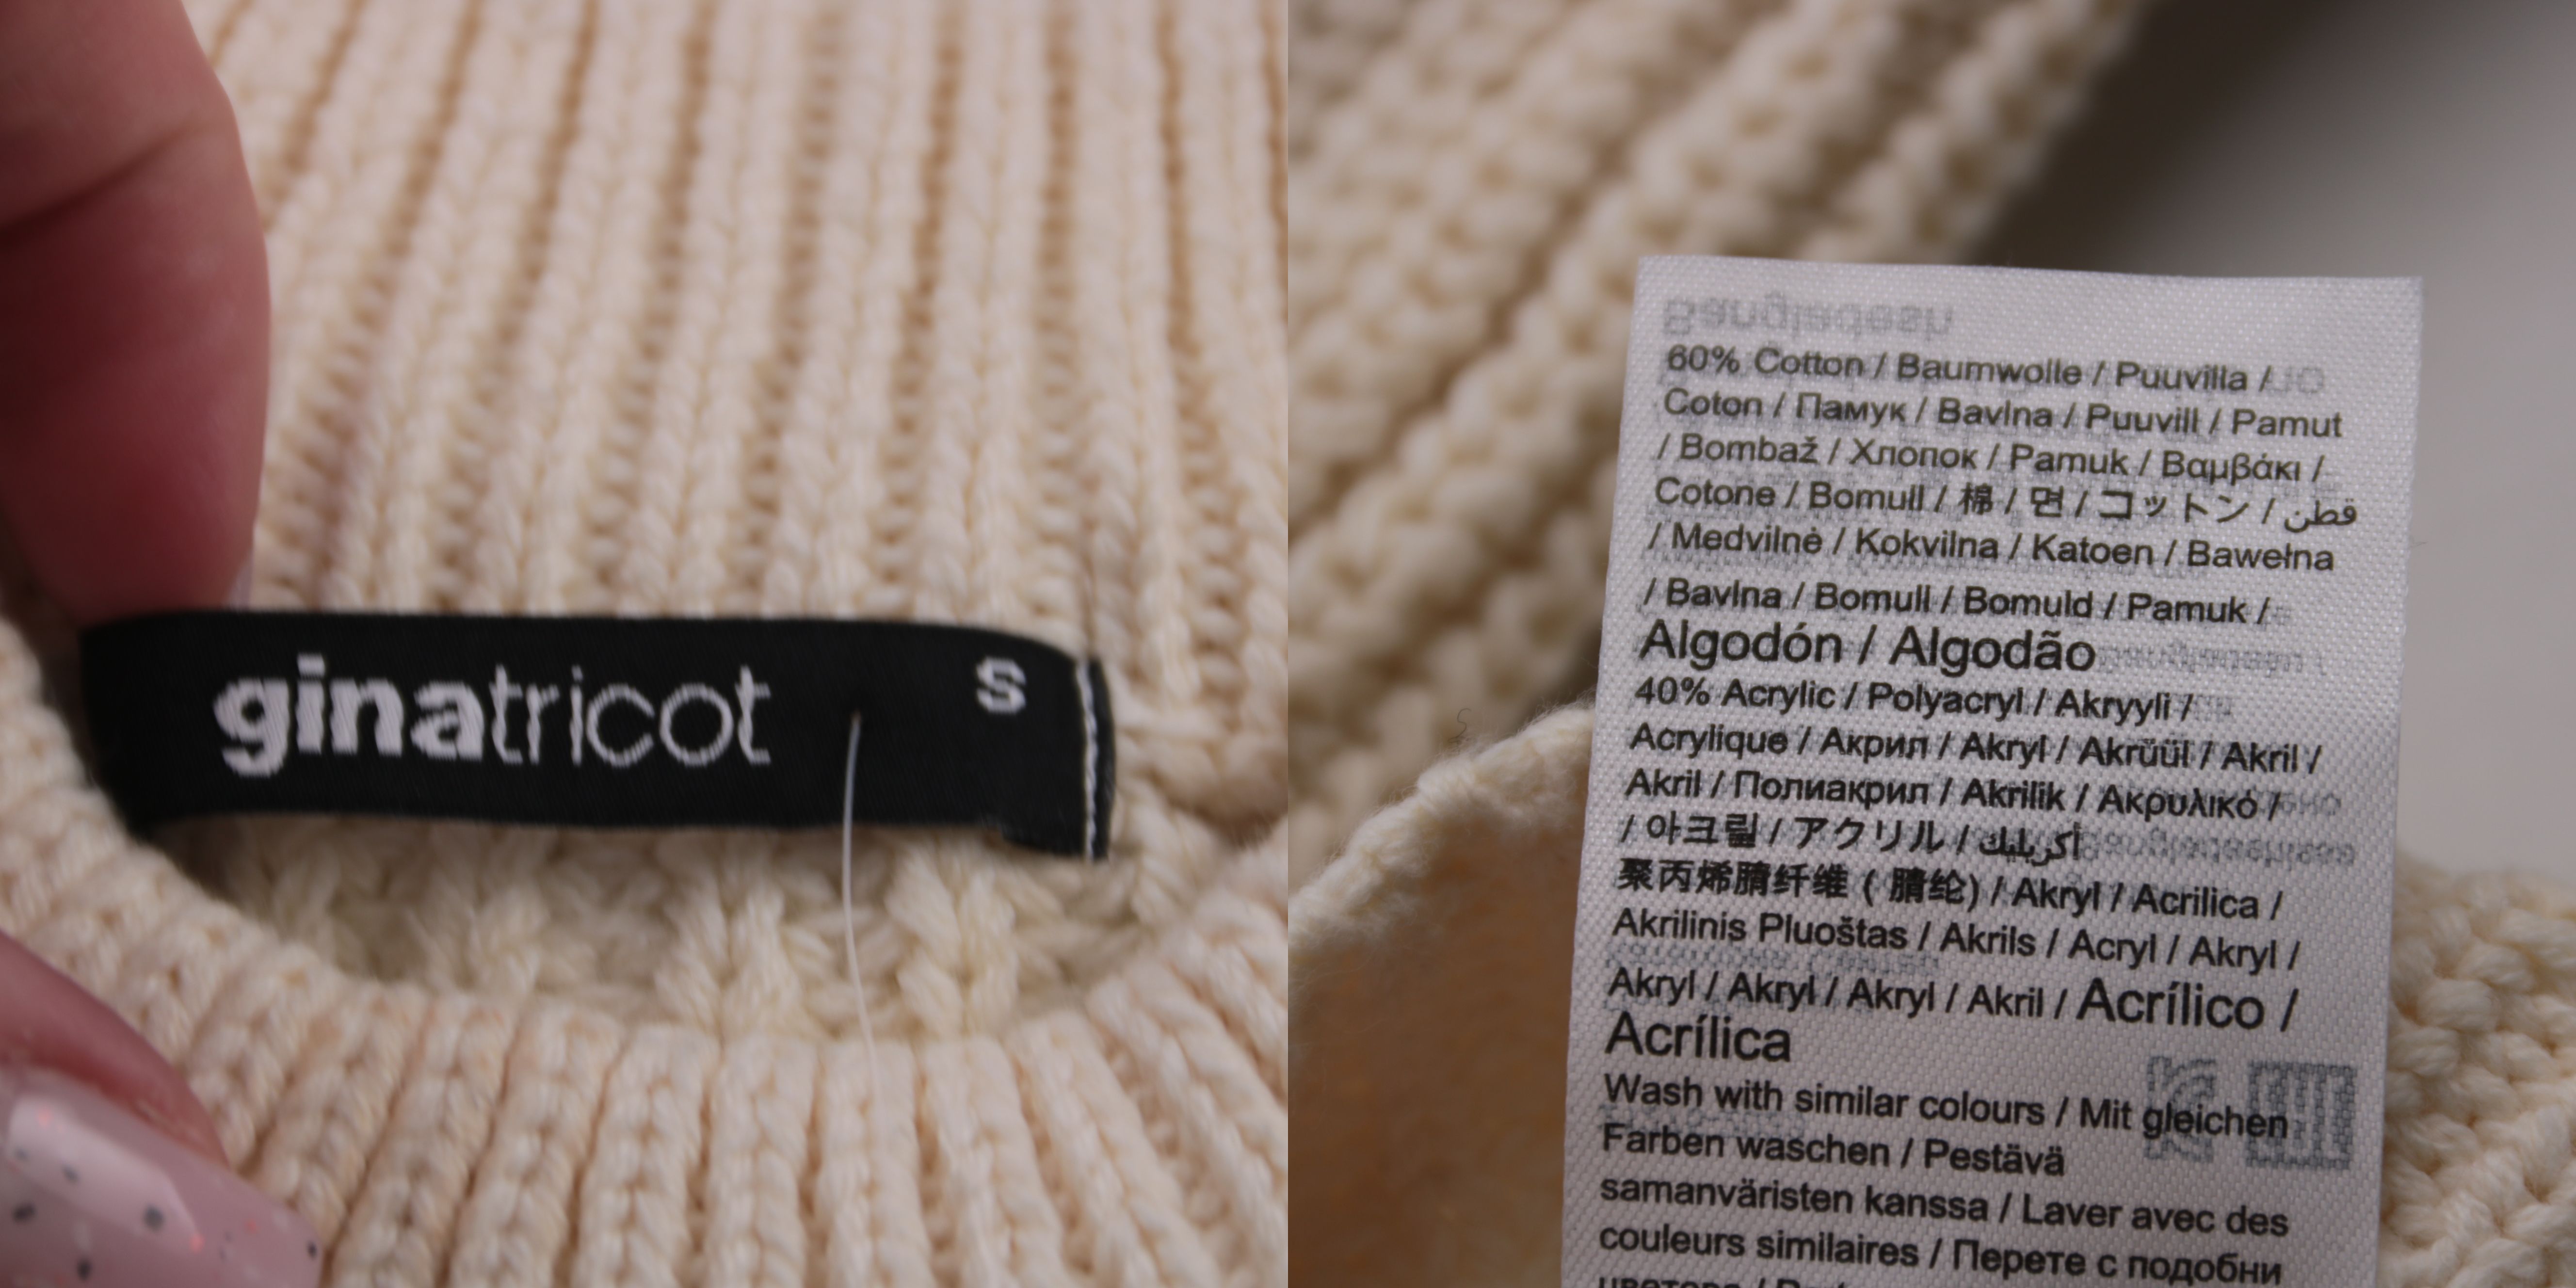 ginatricot
S
60% Cotton / Baumwolle / Puuvilla /
Coton / Памук / Bavlna / Puuvill / Pamut
/ Bombaž / Хлопок / Pamuk / Βαμβάκι /
Cotone / Bomull / 棉 / 면 / コットン / قطن
/ Medvilnė / Kokvilna / Katoen / Bawełna
/ Bavlna / Bomull / Bomuld / Pamuk /
Algodón / Algodão
40% Acrylic / Polyacryl / Akryyli /
Acrylique / Акрил / Akryl / Akrüül / Akril /
Akril / Полиакрил / Akrilik / Ακρυλικό /
/ 아크릴 / アクリル / أكريليك
聚丙烯腈纤维 ( 腈纶) / Akryl / Acrilica /
Akrilinis Pluoštas / Akrils / Acryl / Akryl /
Akryl / Akryl / Akryl / Akril / Acrílico /
Acrílica
Wash with similar colours / Mit gleichen
Farben waschen / Pestävä
samanväristen kanssa / Laver avec des
couleurs similaires / Перете с подобни